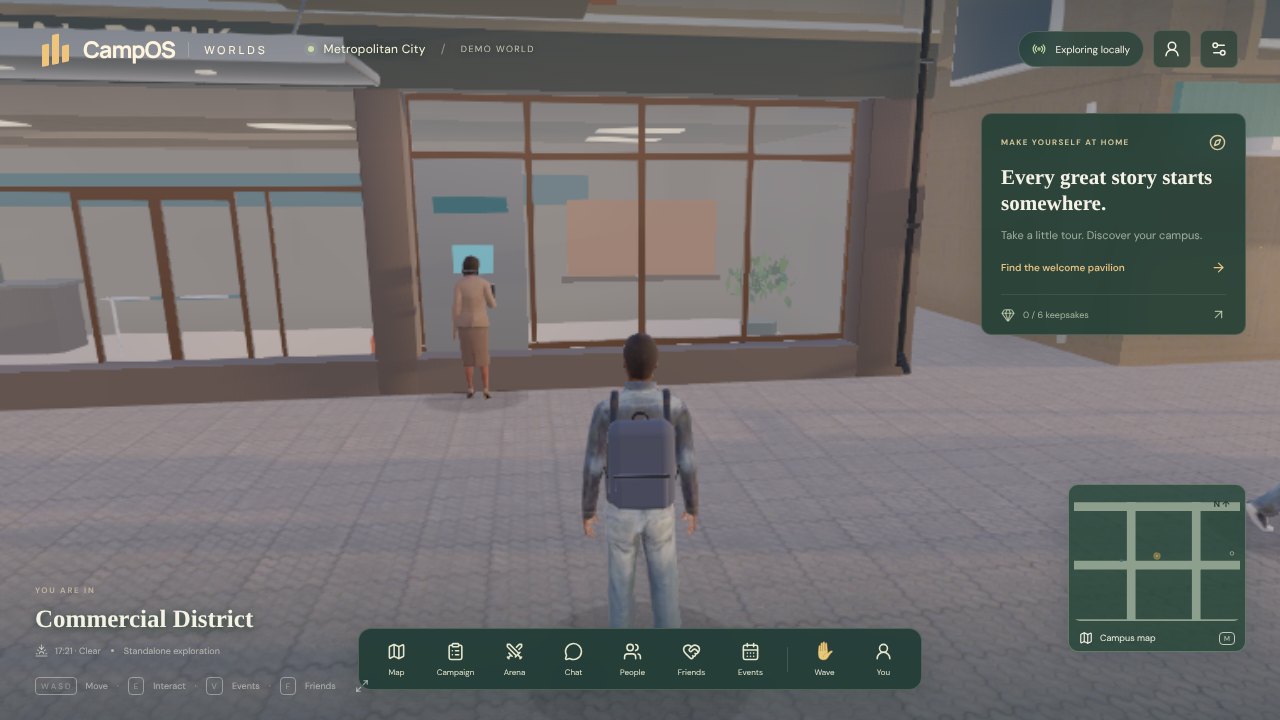 BANK
CampOS
WORLDS
Metropolitan City / DEMO WORLD
Exploring locally
MAKE YOURSELF AT HOME
Every great story starts
somewhere.
Take a little tour. Discover your campus.
Find the welcome pavilion
0 / 6 keepsakes
N
Campus map
M
YOU ARE IN
Commercial District
17:21 · Clear • Standalone exploration
WASD Move · E Interact · V Events · F Friends
Map
Campaign
Arena
Chat
People
Friends
Events
Wave
You